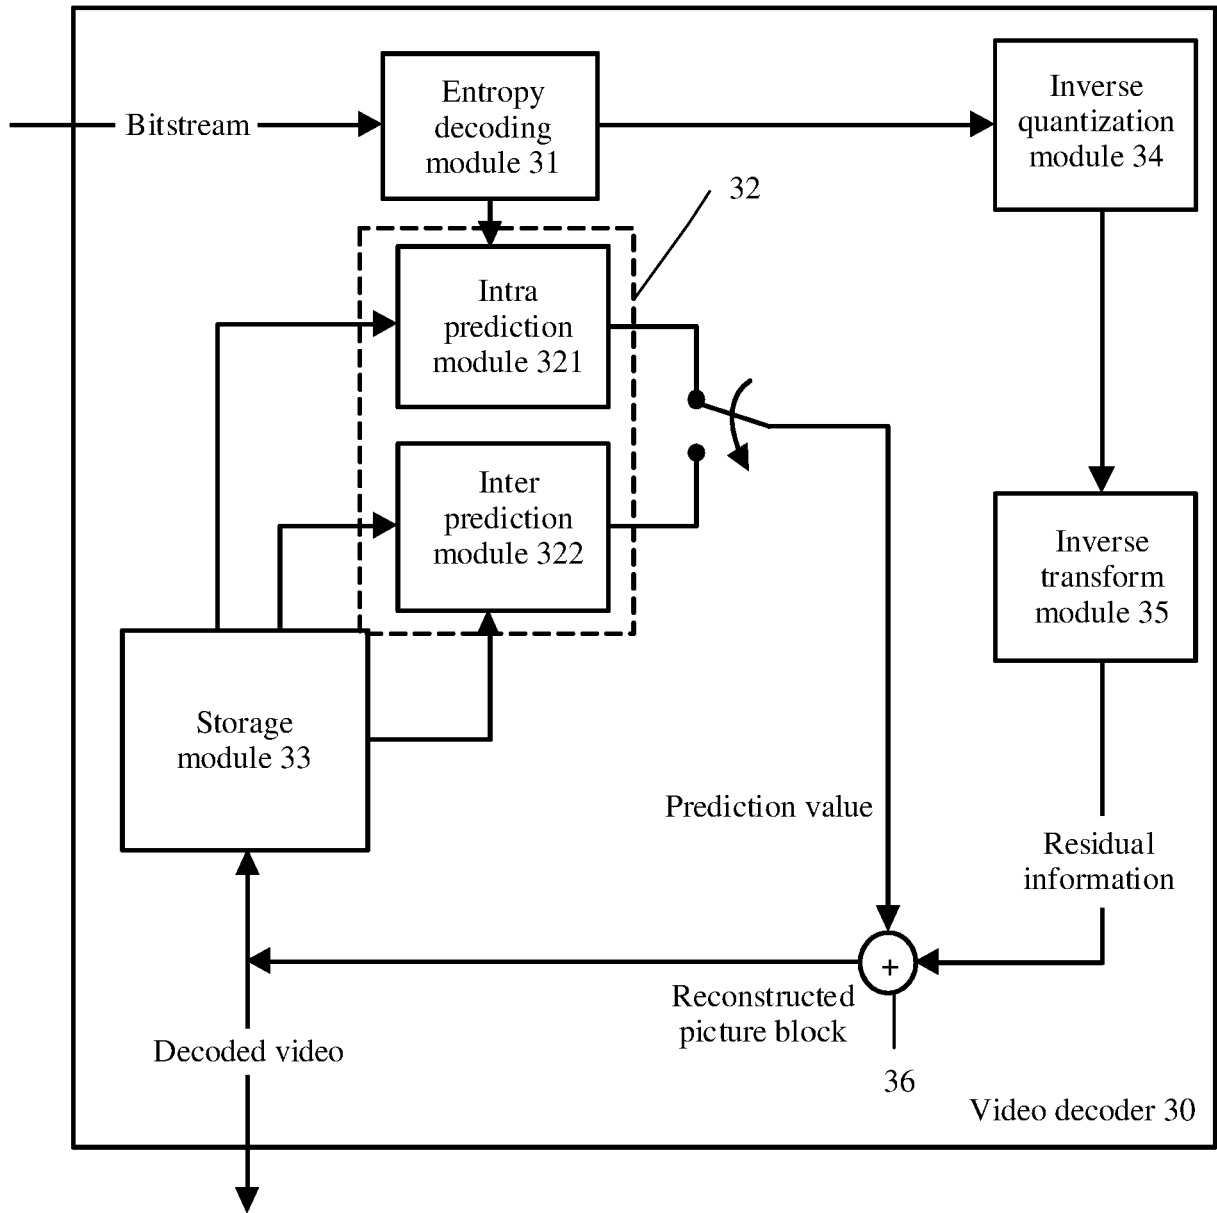 Bitstream
Entropy
decoding
module 31
Inverse
quantization
module 34
32
Intra
prediction
module 321
Inter
prediction
module 322
Inverse
transform
module 35
Storage
module 33
Prediction value
Residual
information
+
Reconstructed
picture block
Decoded video
36
Video decoder 30